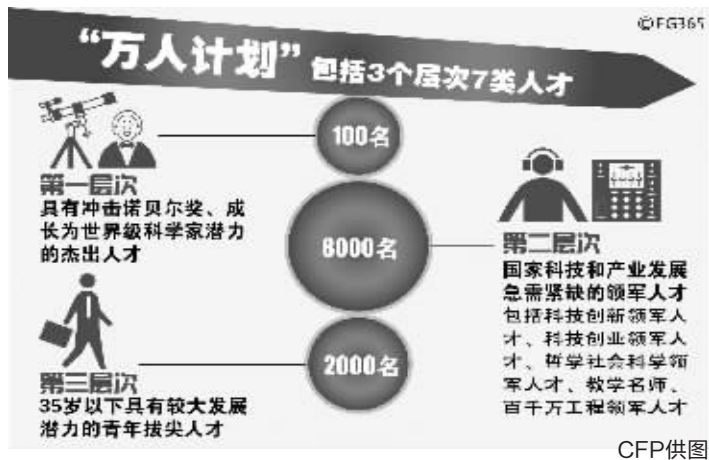 ©FG365
“万人计划”包括3个层次7类人才
100名
第一层次
具有冲击诺贝尔奖、成
长为世界级科学家潜力
的杰出人才
8000名
第二层次
国家科技和产业发展
急需紧缺的领军人才
包括科技创新领军人
才、科技创业领军人
才、哲学社会科学领
军人才、教学名师、
百千万工程领军人才
2000名
第三层次
35岁以下具有较大发展
潜力的青年拔尖人才
CFP供图